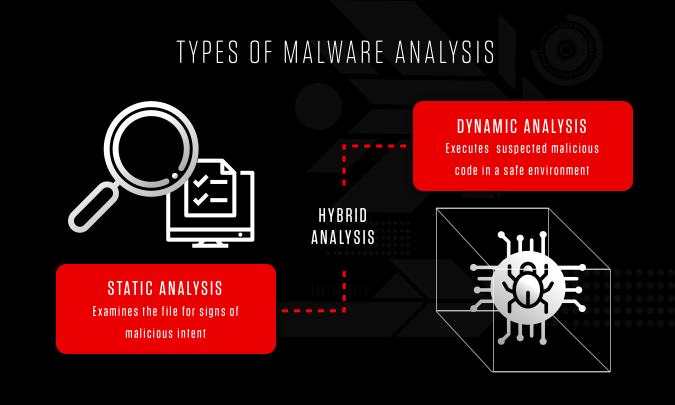 TYPES OF MALWARE ANALYSIS
DYNAMIC ANALYSIS
Executes suspected malicious
code in a safe environment
HYBRID
ANALYSIS
STATIC ANALYSIS
Examines the file for signs of
malicious intent